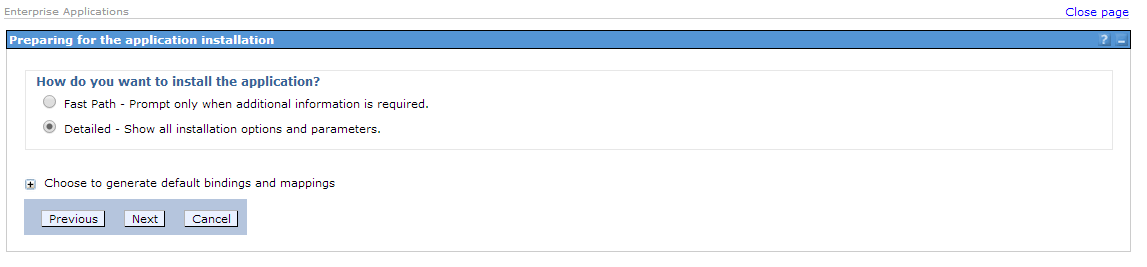 Enterprise Applications
Close page
Preparing for the application installation
? -
How do you want to install the application?
Fast Path - Prompt only when additional information is required.
Detailed - Show all installation options and parameters.
+ Choose to generate default bindings and mappings
Previous Next Cancel